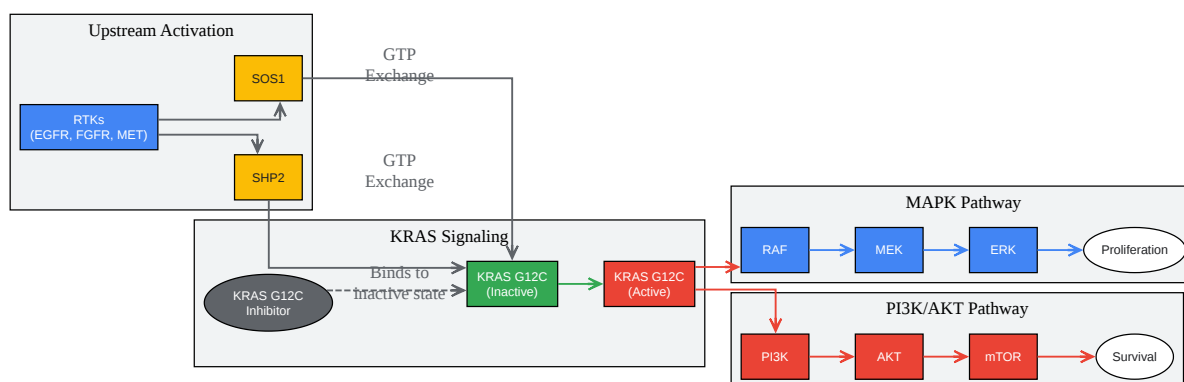 Upstream Activation
SOS1
RTKs
(EGFR, FGFR, MET)
SHP2
GTP
Exchange
GTP
Exchange
KRAS Signaling
KRAS G12C
Inhibitor
Binds to
inactive state
KRAS G12C
(Inactive)
KRAS G12C
(Active)
MAPK Pathway
RAF
MEK
ERK
Proliferation
PI3K/AKT Pathway
PI3K
AKT
mTOR
Survival